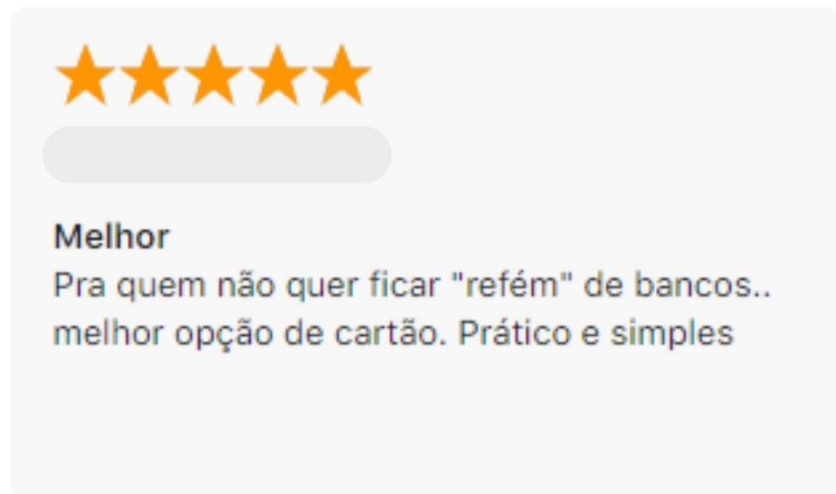 Melhor
Pra quem não quer ficar "refém" de bancos..
melhor opção de cartão. Prático e simples